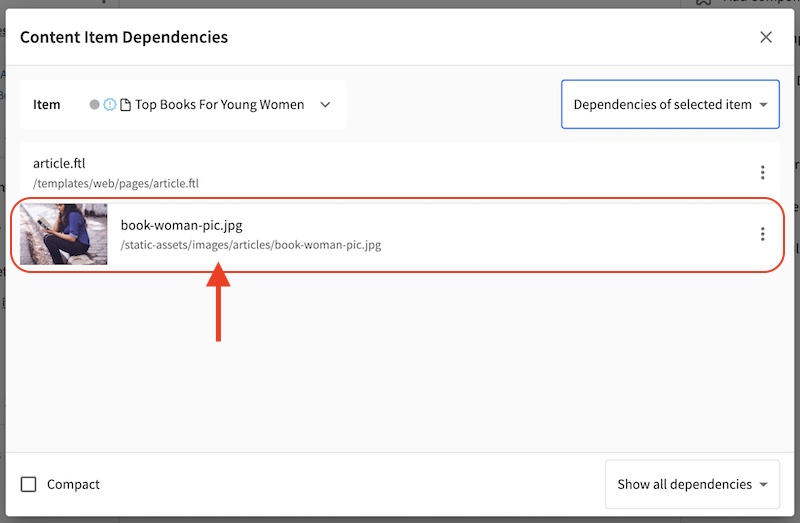 Content Item Dependencies
Item
Top Books For Young Women
Dependencies of selected item
article.ftl
/templates/web/pages/article.ftl
book-woman-pic.jpg
/static-assets/images/articles/book-woman-pic.jpg
Compact
Show all dependencies